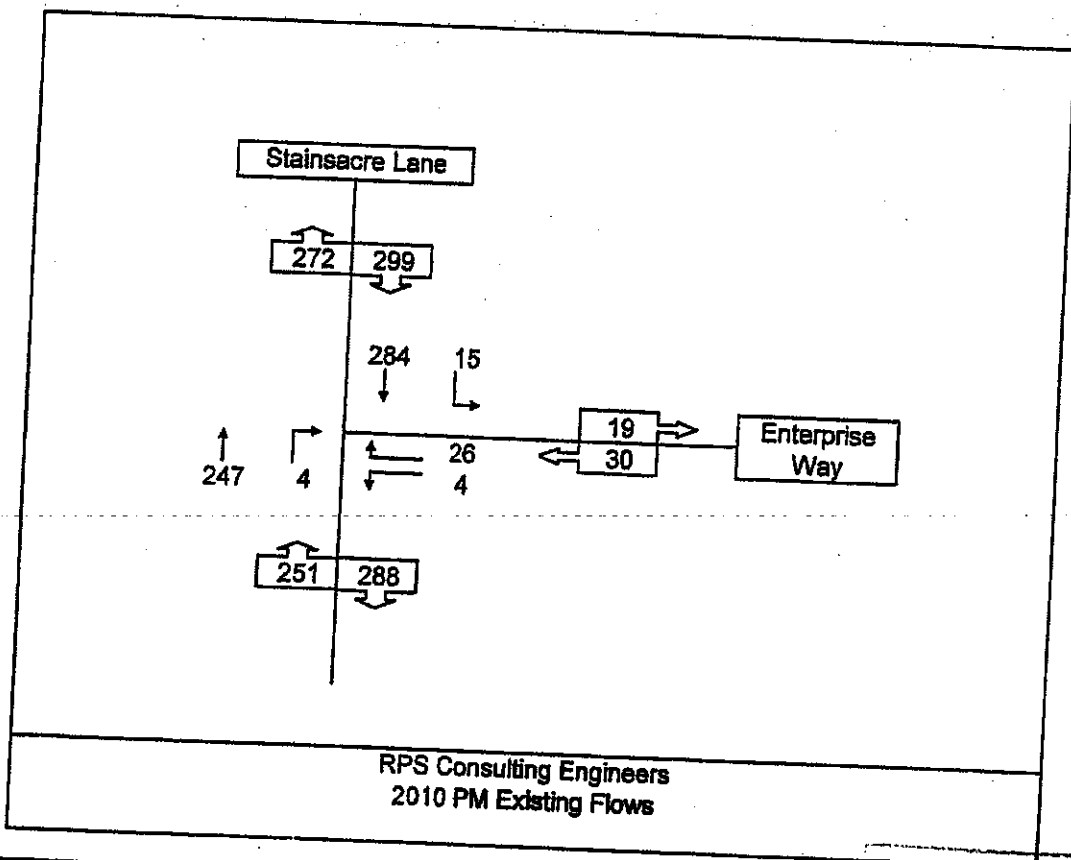 Stainsacre Lane
272 299
284 15
19
Enterprise
Way
30
247 4
26
4
251 288
RPS Consulting Engineers
2010 PM Existing Flows